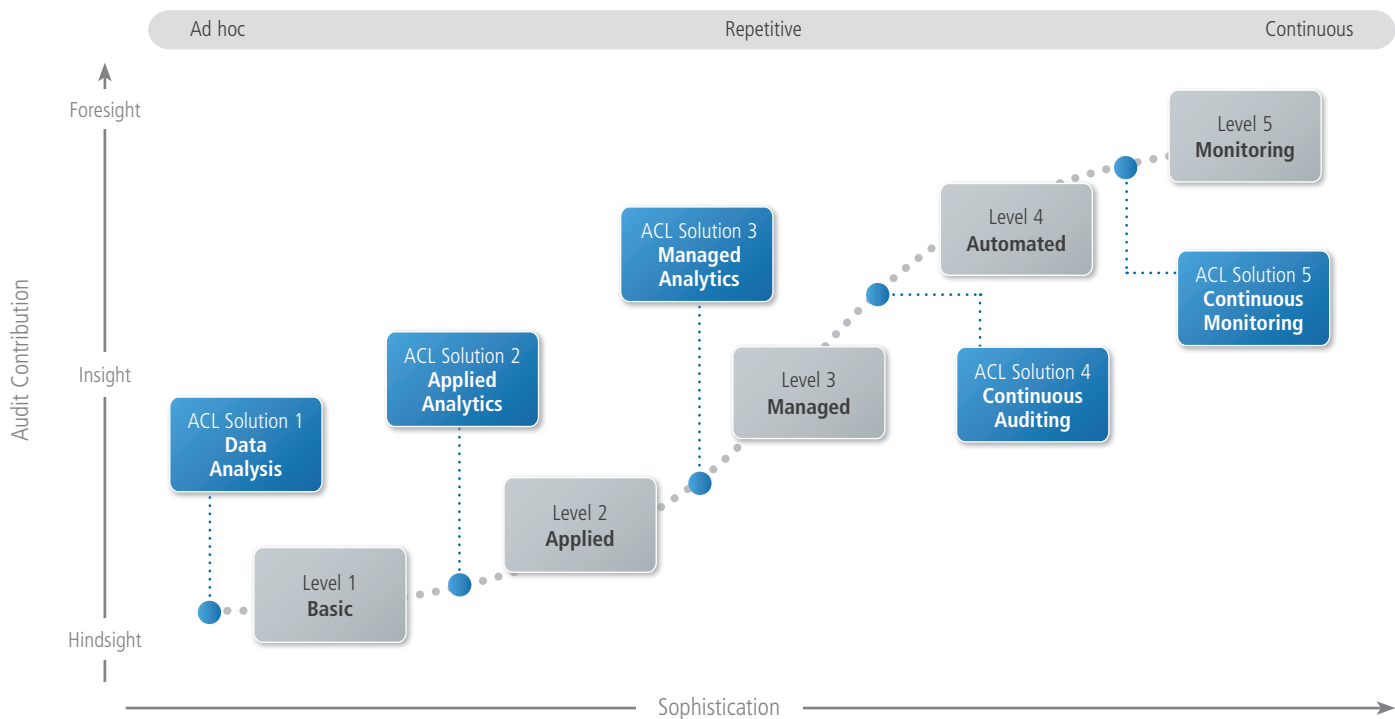 Ad hoc
Repetitive
Continuous
Foresight
Insight
Hindsight
Audit Contribution
ACL Solution 1
Data
Analysis
Level 1
Basic
ACL Solution 2
Applied
Analytics
Level 2
Applied
ACL Solution 3
Managed
Analytics
Level 3
Managed
ACL Solution 4
Continuous
Auditing
Level 4
Automated
ACL Solution 5
Continuous
Monitoring
Level 5
Monitoring
Sophistication